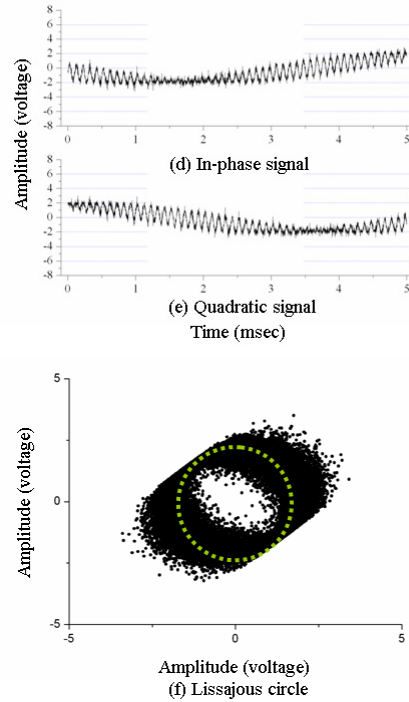 8
6
4
2
0
-2
-4
-6
-8
0 1 2 3 4 5
(d) In-phase signal
Amplitude (voltage)
8
6
4
2
0
-2
-4
-6
-8
0 1 2 3 4 5
(e) Quadratic signal
Time (msec)
5
0
-5
Amplitude (voltage)
-5 0 5
Amplitude (voltage)
(f) Lissajous circle